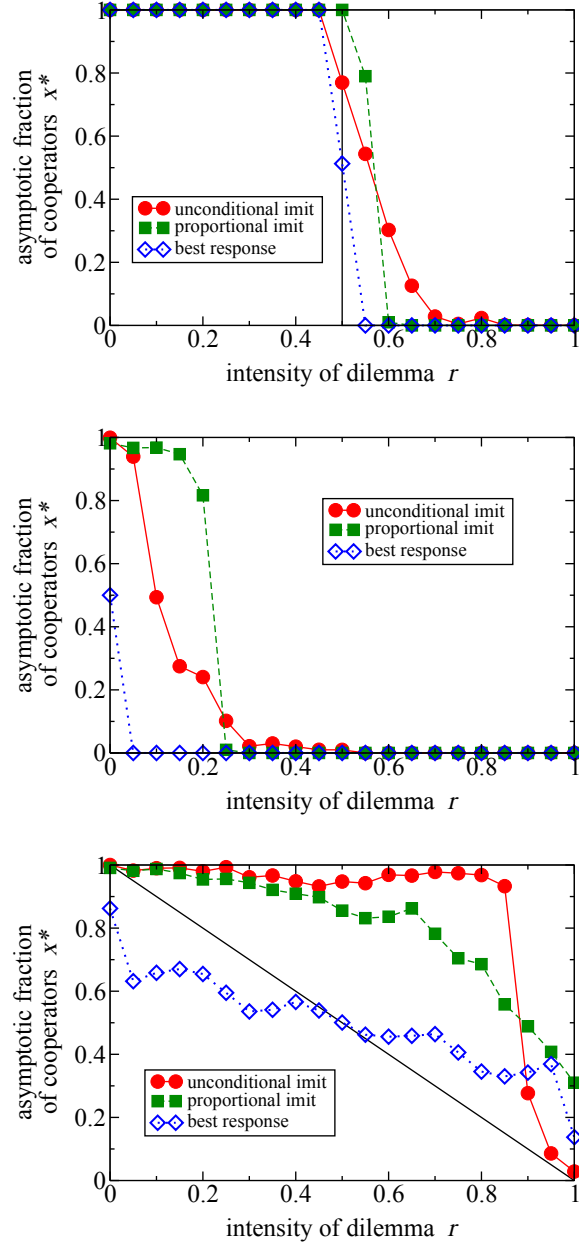 1
0.8
0.6
0.4
0.2
0
asymptotic fraction
of cooperators x*
unconditional imit
proportional imit
best response
0 0.2 0.4 0.6 0.8 1
intensity of dilemma r
1
0.8
0.6
0.4
0.2
0
asymptotic fraction
of cooperators x*
unconditional imit
proportional imit
best response
0 0.2 0.4 0.6 0.8 1
intensity of dilemma r
1
0.8
0.6
0.4
0.2
0
asymptotic fraction
of cooperators x*
unconditional imit
proportional imit
best response
0 0.2 0.4 0.6 0.8 1
intensity of dilemma r